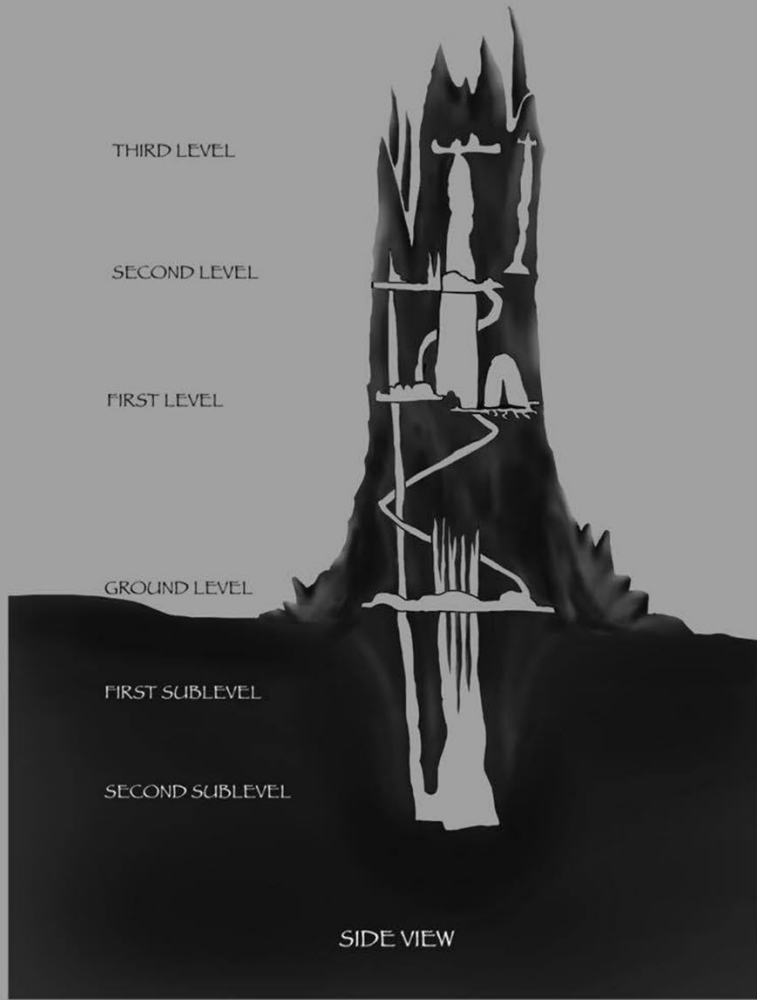 THIRD LEVEL
SECOND LEVEL
FIRST LEVEL
GROUND LEVEL
FIRST SUBLEVEL
SECOND SUBLEVEL
SIDE VIEW